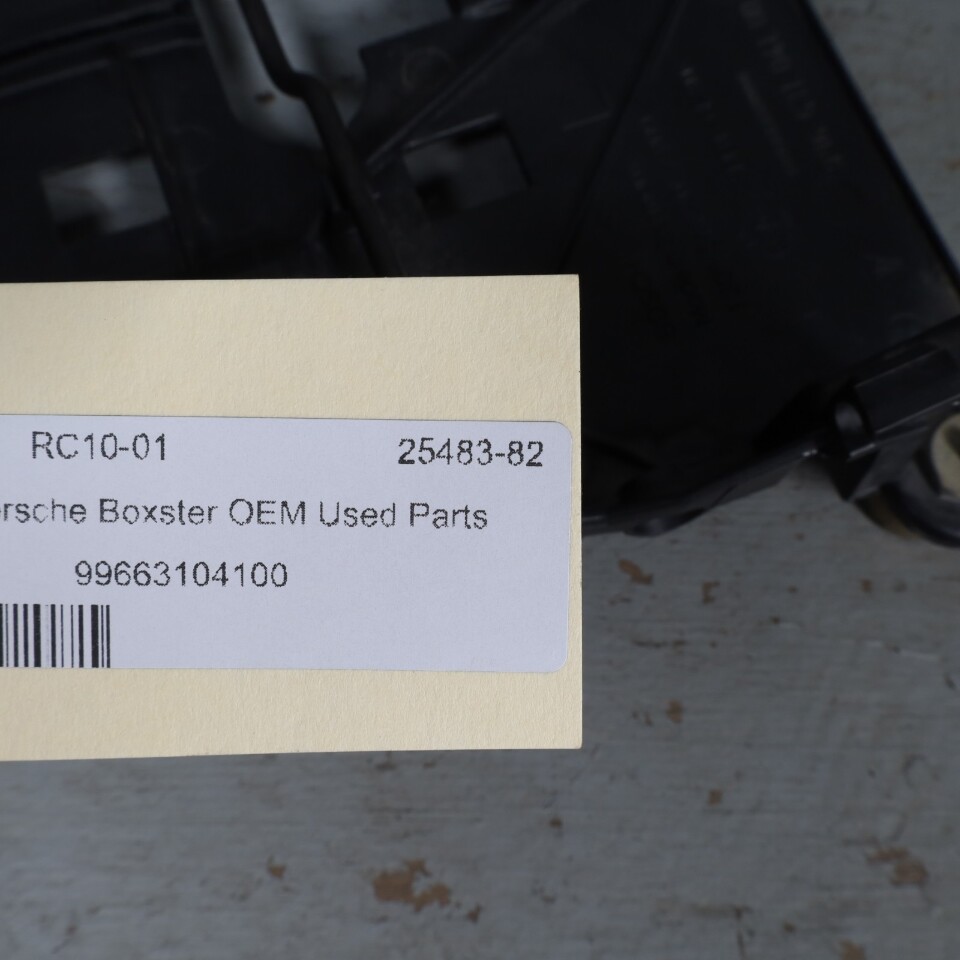 RC10-01 25483-82
rsche Boxster OEM Used Parts
99663104100